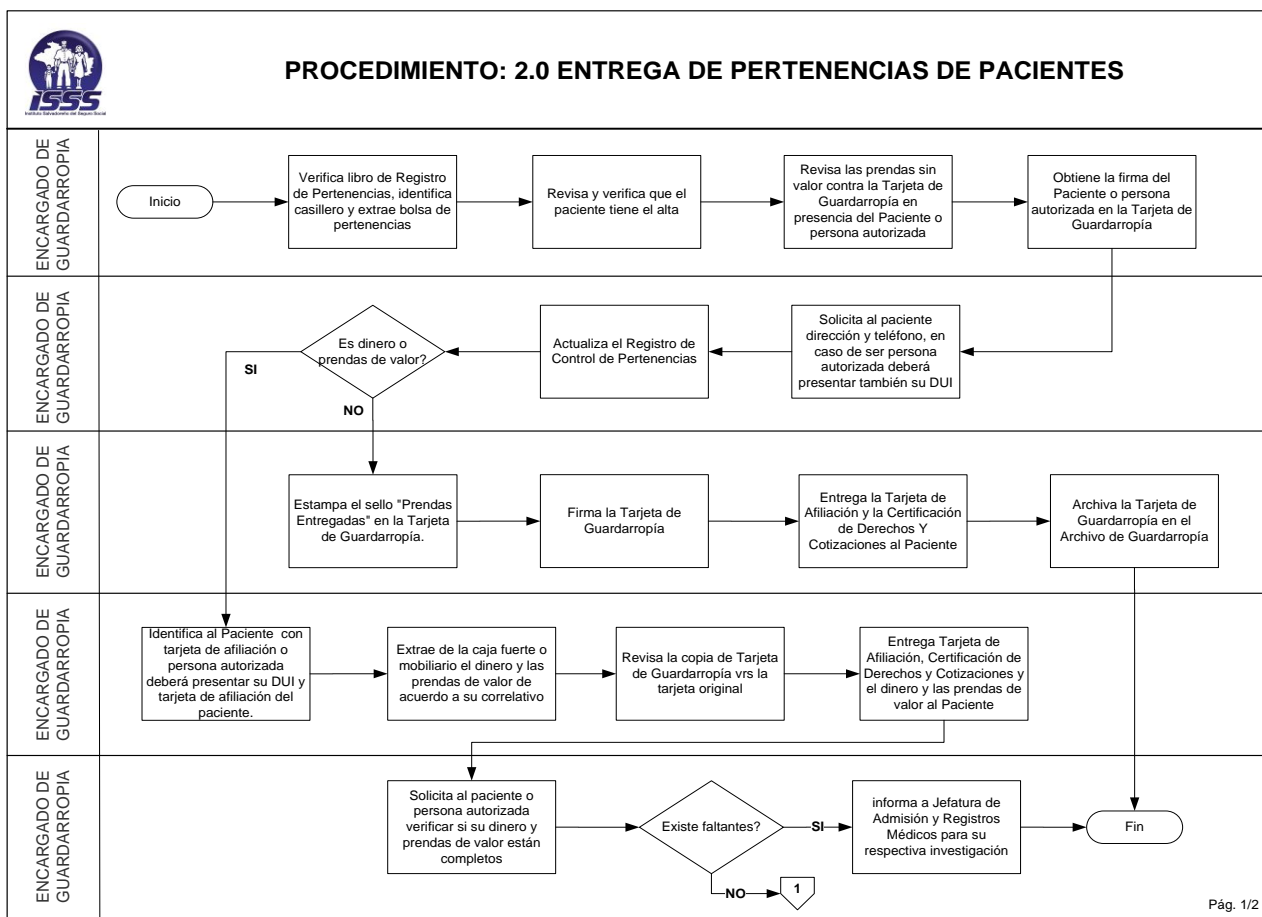 PROCEDIMIENTO: 2.0 ENTREGA DE PERTENENCIAS DE PACIENTES
ISSS
Instituto Salvadoreño del Seguro Social
ENCARGADO DE
GUARDARROPIA
Inicio
Verifica libro de Registro
de Pertenencias, identifica
casillero y extrae bolsa de
pertenencias
Revisa y verifica que el
paciente tiene el alta
Revisa las prendas sin
valor contra la Tarjeta de
Guardarropía en
presencia del Paciente o
persona autorizada
Obtiene la firma del
Paciente o persona
autorizada en la Tarjeta de
Guardarropía
ENCARGADO DE
GUARDARROPIA
Es dinero o
prendas de valor?
SI
NO
Actualiza el Registro de
Control de Pertenencias
Solicita al paciente
dirección y teléfono, en
caso de ser persona
autorizada deberá
presentar también su DUI
ENCARGADO DE
GUARDARROPIA
Estampa el sello "Prendas
Entregadas" en la Tarjeta
de Guardarropía.
Firma la Tarjeta de
Guardarropía
Entrega la Tarjeta de
Afiliación y la Certificación
de Derechos Y
Cotizaciones al Paciente
Archiva la Tarjeta de
Guardarropía en el
Archivo de Guardarropía
ENCARGADO DE
GUARDARROPIA
Identifica al Paciente con
tarjeta de afiliación o
persona autorizada
deberá presentar su DUI y
tarjeta de afiliación del
paciente.
Extrae de la caja fuerte o
mobiliario el dinero y las
prendas de valor de
acuerdo a su correlativo
Revisa la copia de Tarjeta
de Guardarropía vrs la
tarjeta original
Entrega Tarjeta de
Afiliación, Certificación de
Derechos y Cotizaciones y
el dinero y las prendas de
valor al Paciente
ENCARGADO DE
GUARDARROPIA
Solicita al paciente o
persona autorizada
verificar si su dinero y
prendas de valor están
completos
Existe faltantes?
SI
NO
1
informa a Jefatura de
Admisión y Registros
Médicos para su
respectiva investigación
Fin
Pág. 1/2